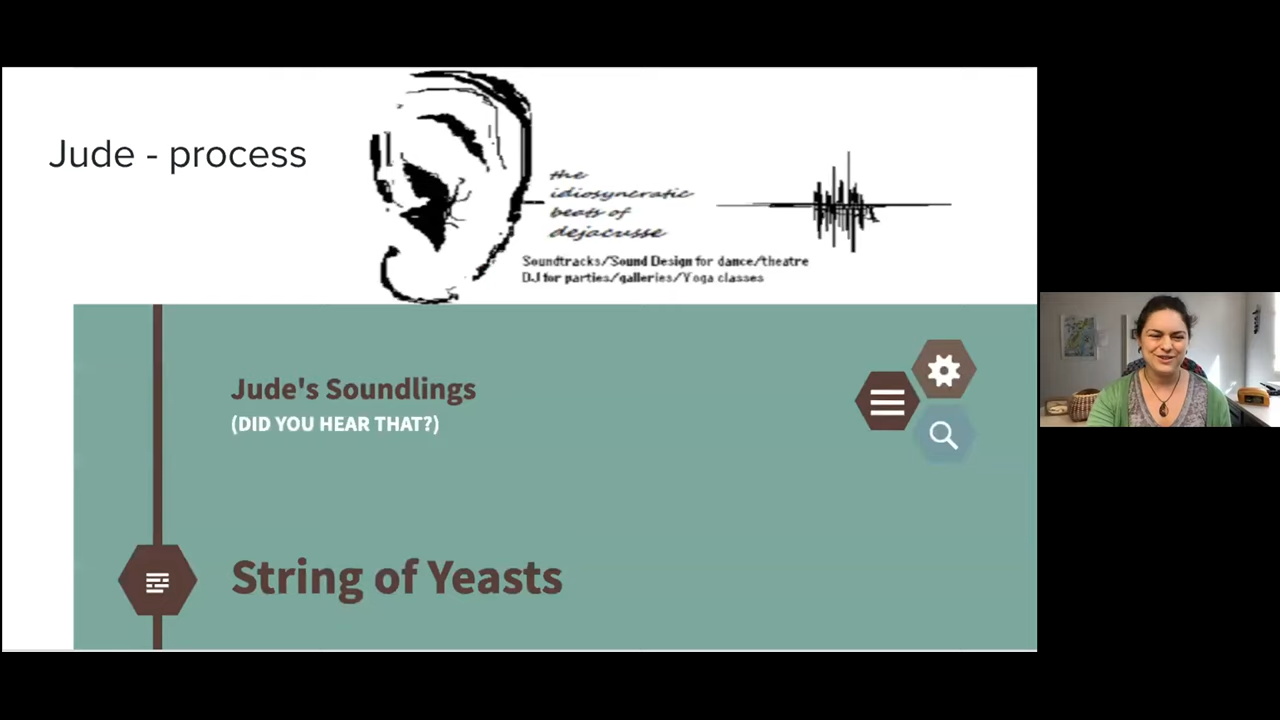 Jude - process
the
idiosyncratic
beats of
dejacusse
Soundtracks/Sound Design for dance/theatre
DJ for parties/galleries/Yoga classes
Jude's Soundlings
(DID YOU HEAR THAT?)
String of Yeasts